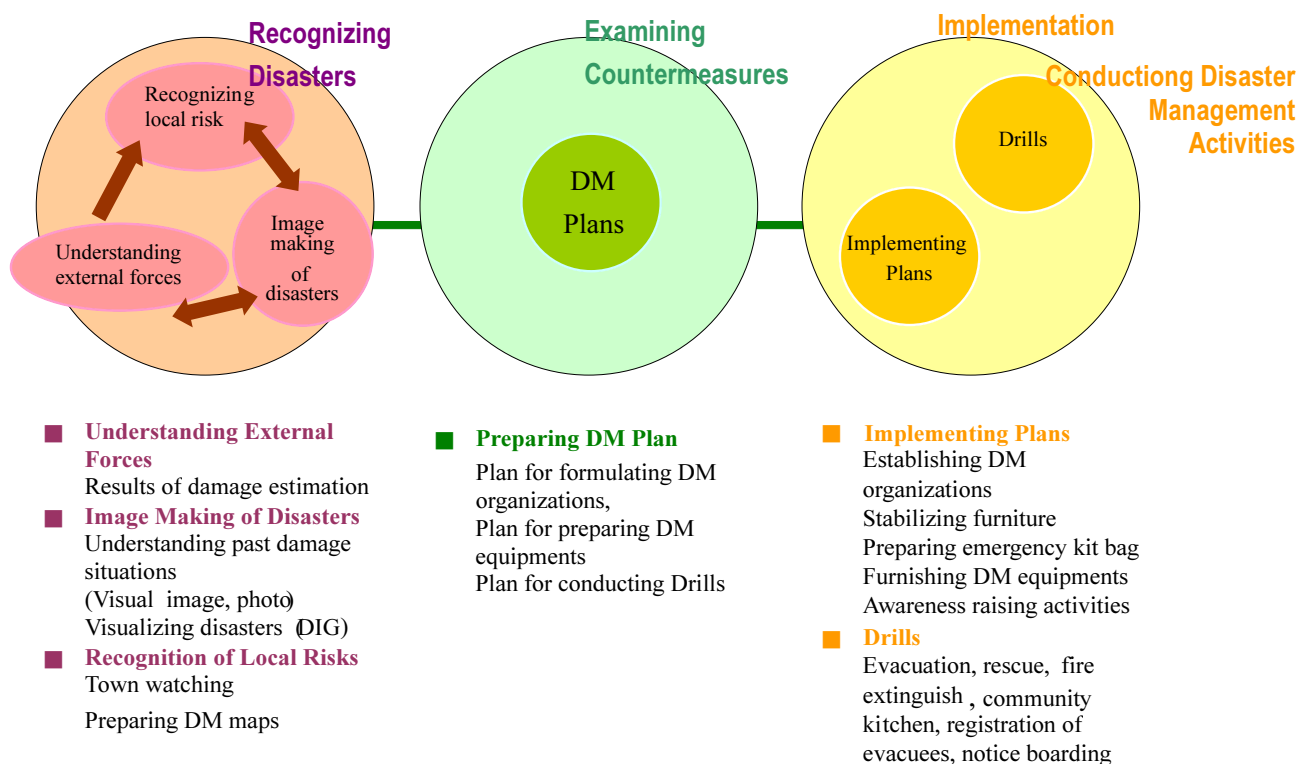 Recognizing
Disasters
Recognizing
local risk
Image
making
of
disasters
Understanding
external forces
Examining
Countermeasures
DM
Plans
Implementation
Conductiong Disaster
Management
Activities
Drills
Implementing
Plans
■ Understanding External
Forces
Results of damage estimation
■ Image Making of Disasters
Understanding past damage
situations
(Visual image, photo)
Visualizing disasters (DIG)
■ Recognition of Local Risks
Town watching
Preparing DM maps
■ Preparing DM Plan
Plan for formulating DM
organizations,
Plan for preparing DM
equipments
Plan for conducting Drills
■ Implementing Plans
Establishing DM
organizations
Stabilizing furniture
Preparing emergency kit bag
Furnishing DM equipments
Awareness raising activities
■ Drills
Evacuation, rescue, fire
extinguish , community
kitchen, registration of
evacuees, notice boarding